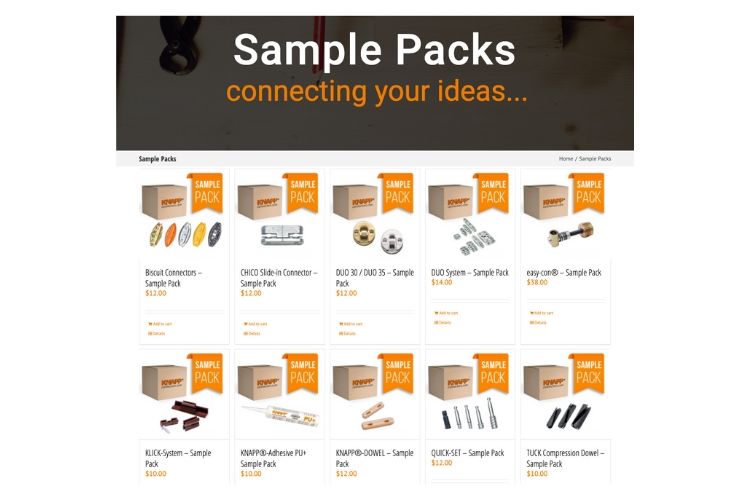 Sample Packs
connecting your ideas...
Sample Packs
Home / Sample Packs
SAMPLE
PACK
KNAPP
Biscuit Connectors –
Sample Pack
$12.00
Add to cart
Details
SAMPLE
PACK
KNAPP
CHICO Slide-in Connector –
Sample Pack
$12.00
Add to cart
Details
SAMPLE
PACK
KNAPP
DUO 30 / DUO 35 – Sample
Pack
$12.00
Add to cart
Details
SAMPLE
PACK
KNAPP
DUO System – Sample Pack
$14.00
Add to cart
Details
SAMPLE
PACK
KNAPP
easy-con® – Sample Pack
$38.00
Add to cart
Details
SAMPLE
PACK
KNAPP
KLICK-System – Sample
Pack
$10.00
SAMPLE
PACK
KNAPP
PU+
KNAPP®-Adhesive PU+
Sample Pack
$10.00
SAMPLE
PACK
KNAPP
KNAPP®-DOWEL – Sample
Pack
$12.00
SAMPLE
PACK
KNAPP
QUICK-SET – Sample Pack
$12.00
SAMPLE
PACK
KNAPP
TUCK Compression Dowel –
Sample Pack
$10.00